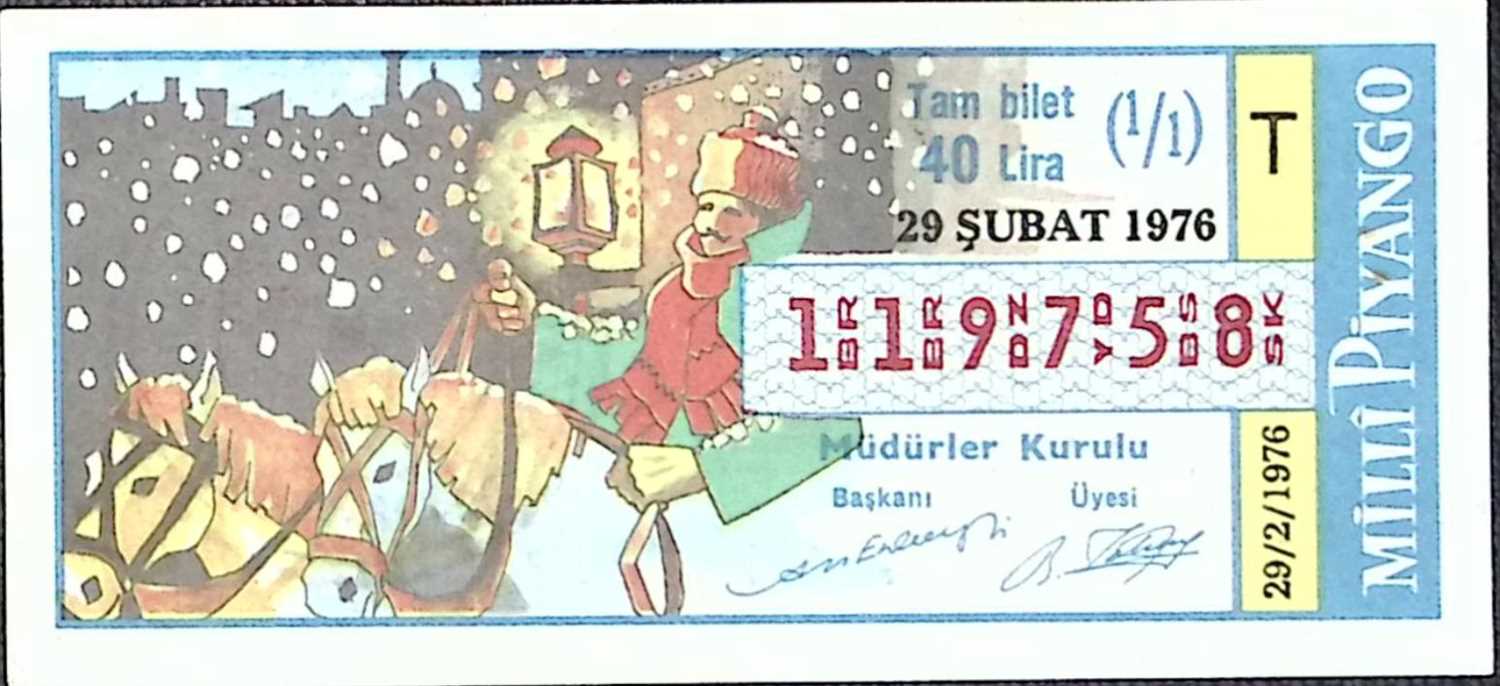 Tam bilet (1/1)
40 Lira
29 ŞUBAT 1976
T
1 BR 1 BR 9 DZ 7 YD 5 BS 8 SK
Müdürler Kurulu
Başkanı Üyesi
29/2/1976
MİLLÎ PİYANGO